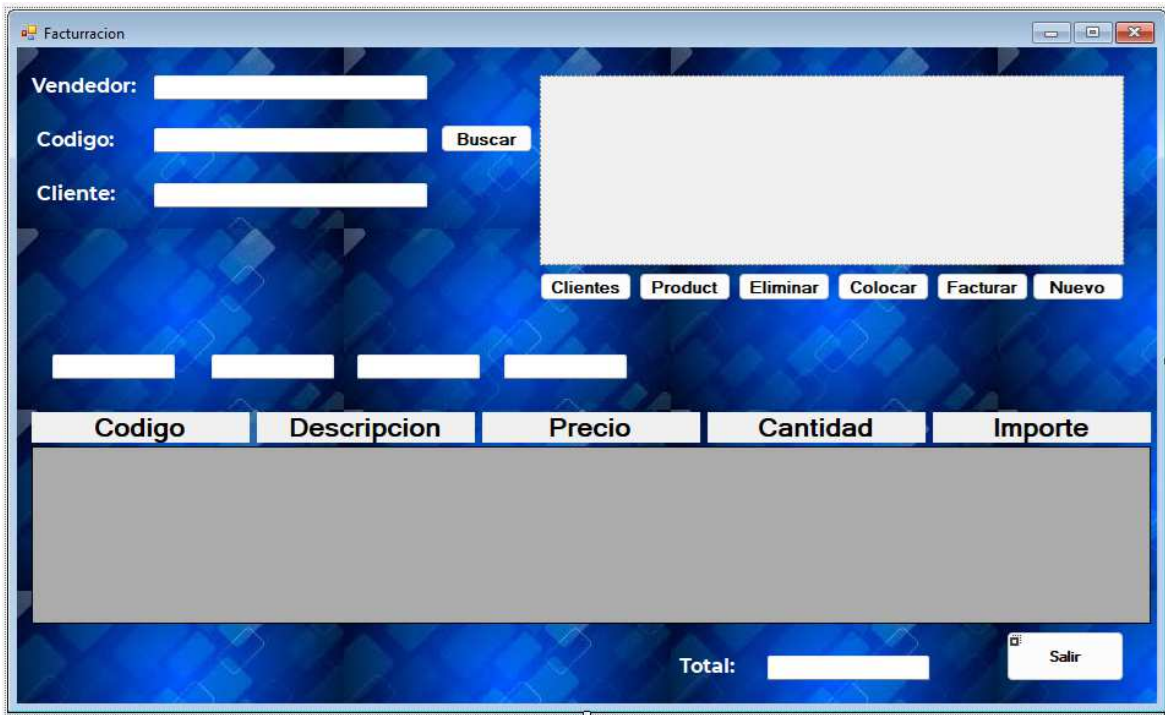 Facturracion
Vendedor:
Codigo:
Buscar
Cliente:
Clientes Product Eliminar Colocar Facturar Nuevo
Codigo Descripcion Precio Cantidad Importe
Total:
Salir